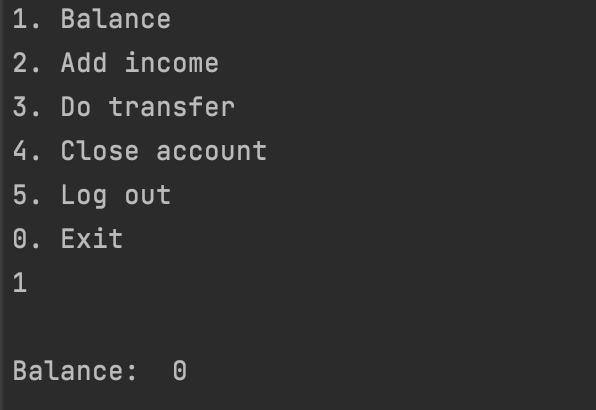 1. Balance
2. Add income
3. Do transfer
4. Close account
5. Log out
0. Exit
1
Balance:  0